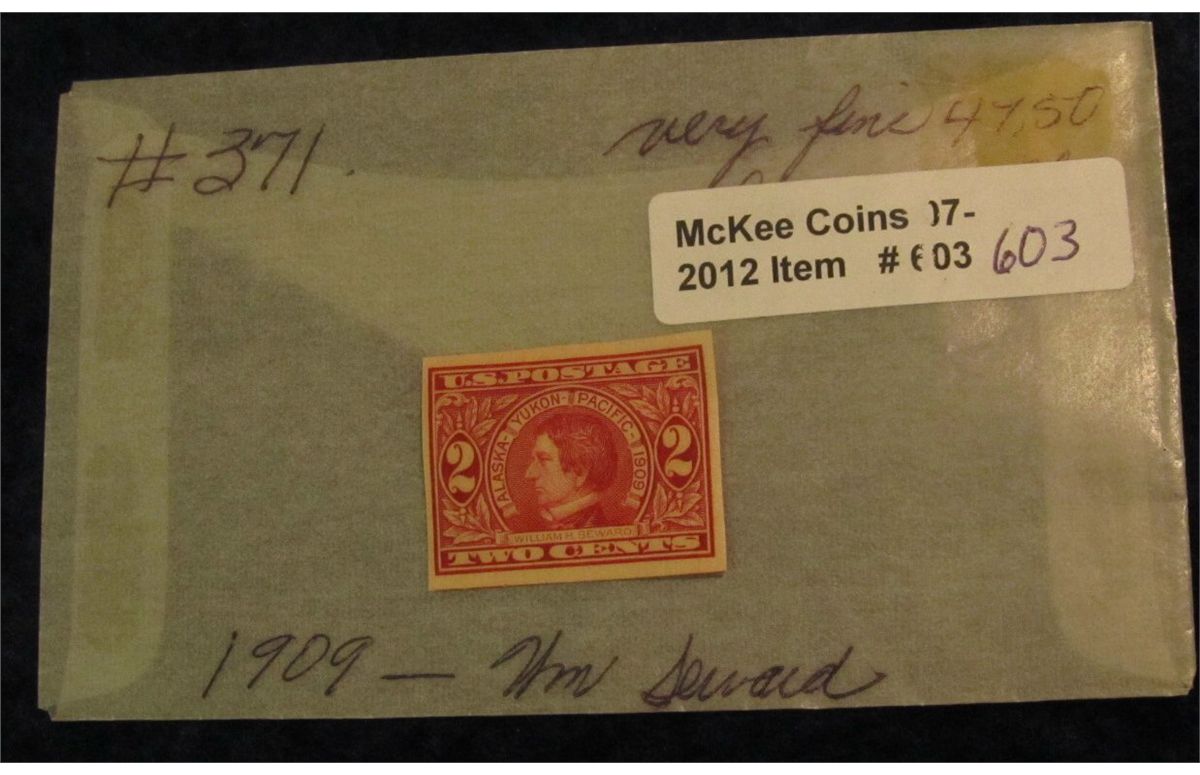 #371.
very fine 47.50
McKee Coins 07-
2012 Item # 603 603
U.S. POSTAGE
ALASKA-YUKON-PACIFIC-1909
2 2
WILLIAM H. SEWARD
TWO CENTS
1909 — Wm Seward